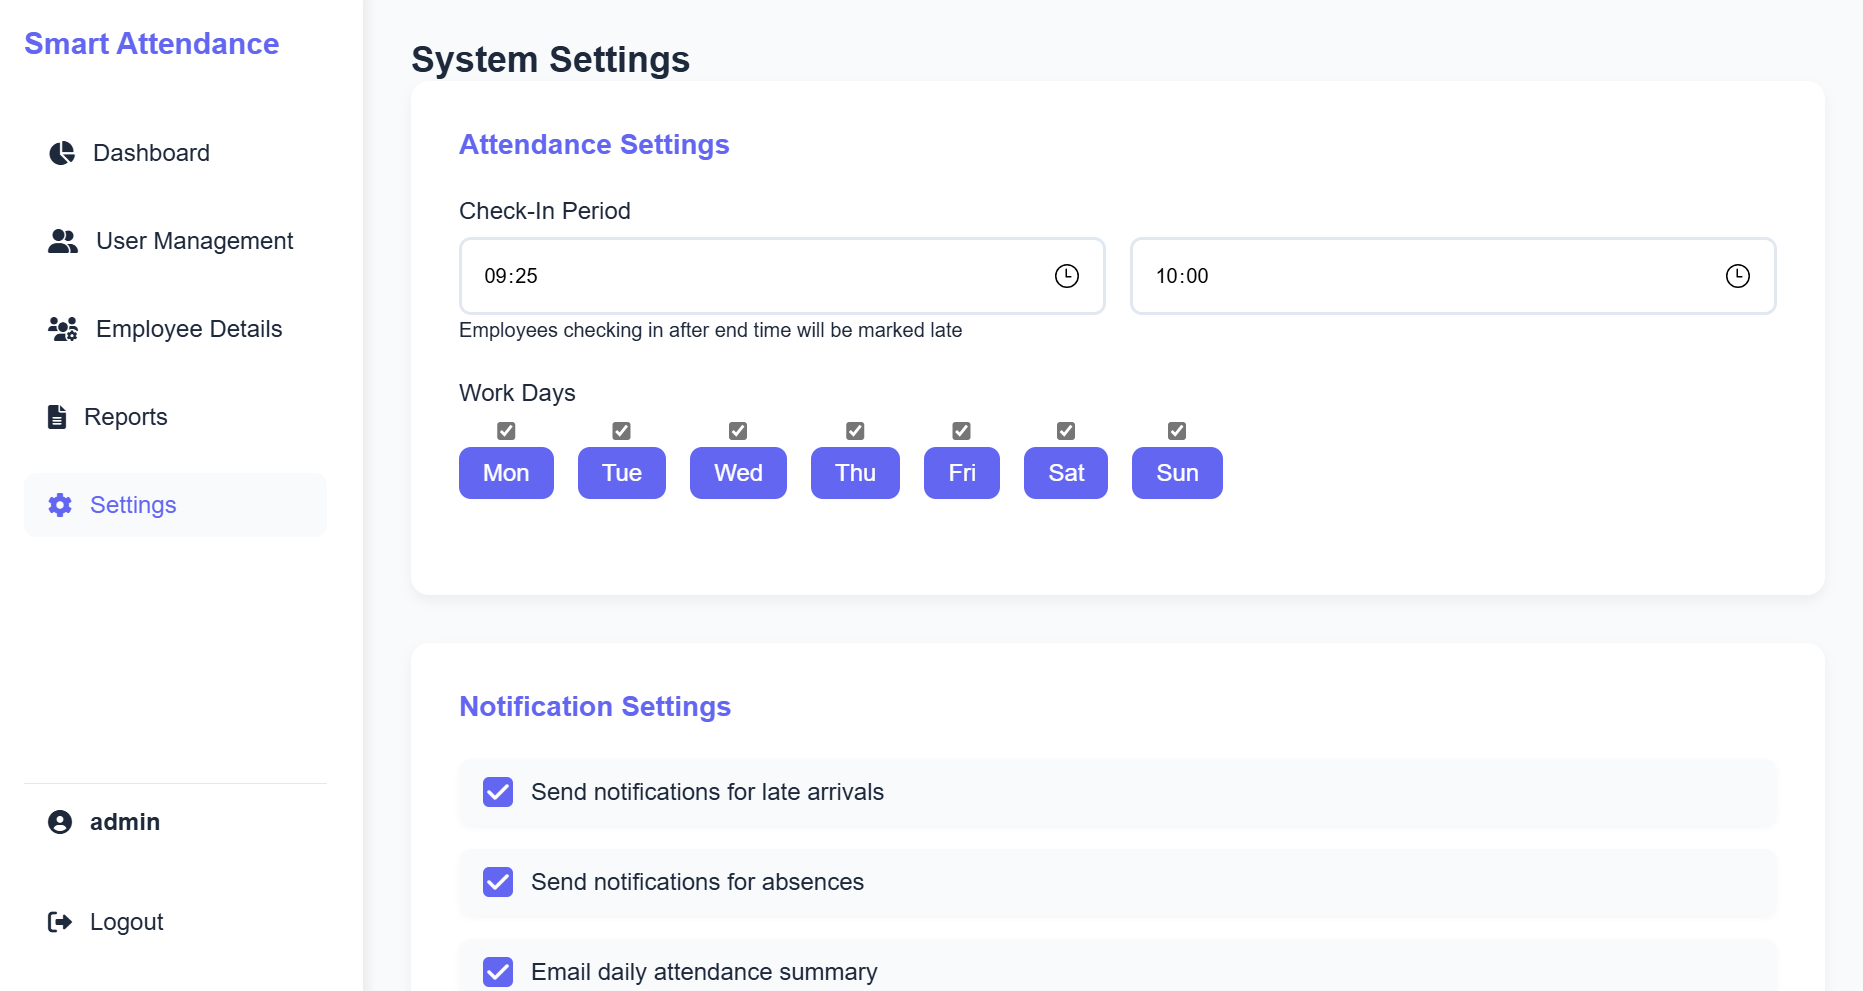 Smart Attendance
Dashboard
User Management
Employee Details
Reports
Settings
admin
Logout
System Settings
Attendance Settings
Check-In Period
09:25 10:00
Employees checking in after end time will be marked late
Work Days
Mon Tue Wed Thu Fri Sat Sun
Notification Settings
Send notifications for late arrivals
Send notifications for absences
Email daily attendance summary